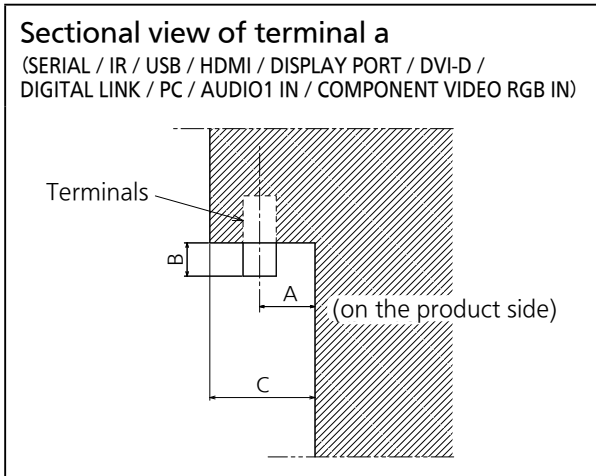 Sectional view of terminal a
(SERIAL / IR / USB / HDMI / DISPLAY PORT / DVI-D /
DIGITAL LINK / PC / AUDIO1 IN / COMPONENT VIDEO RGB IN)
Terminals
B
A
(on the product side)
C